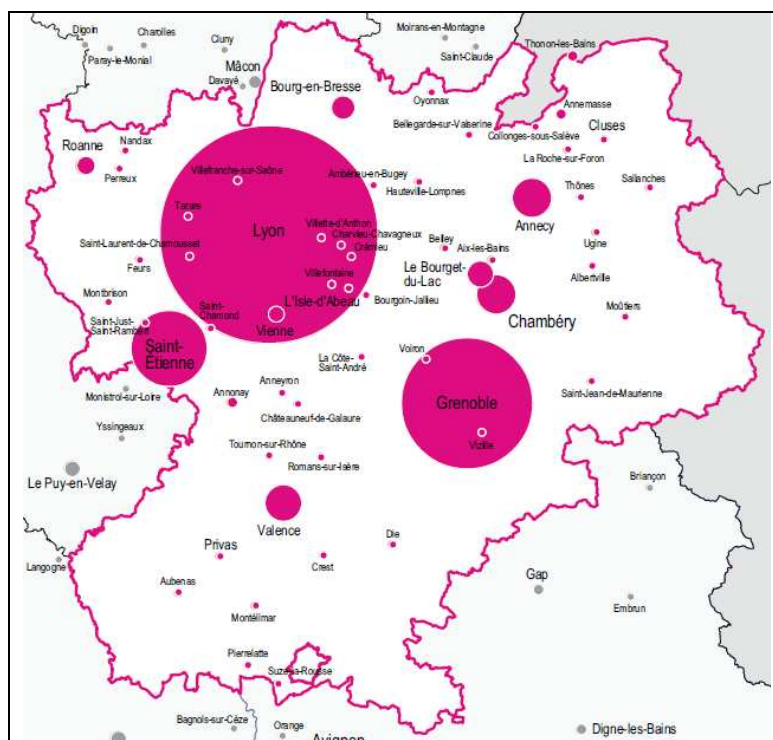 Moirans-en-Montagne
Digoin
Charolles
Cluny
Saint-Claude
Thonon-les-Bains
Paray-le-Monial
Mâcon
Davayé
Bourg-en-Bresse
Oyonnax
Annemasse
Bellegarde-sur-Valserine
Collonges-sous-Salève
Cluses
Nandax
Roanne
La Roche-sur-Foron
Perreux
Villefranche-sur-Saône
Ambérieu-en-Bugey
Hauteville-Lompnes
Thônes
Sallanches
Annecy
Tarare
Lyon
Villette-d'Anthon
Charvieu-Chavagneux
Crémieu
Belley
Aix-les-Bains
Ugine
Saint-Laurent-de-Chamousset
Feurs
Le Bourget-
du-Lac
Albertville
Villefontaine
L'Isle-d'Abeau
Bourgoin-Jallieu
Montbrison
Saint-
Chamond
Vienne
Chambéry
Moûtiers
Saint-Just-
Saint-Rambert
Saint-
Étienne
La Côte-
Saint-André
Voiron
Saint-Jean-de-Maurienne
Monistrol-sur-Loire
Annonay
Anneyron
Châteauneuf-de-Galaure
Grenoble
Vizille
Yssingeaux
Tournon-sur-Rhône
Romans-sur-Isère
Le Puy-en-Velay
Briançon
Valence
Die
Privas
Crest
Langogne
Aubenas
Gap
Embrun
Montélimar
Pierrelatte
Suze-la-Rousse
Bagnols-sur-Cèze
Orange
Avignon
Digne-les-Bains